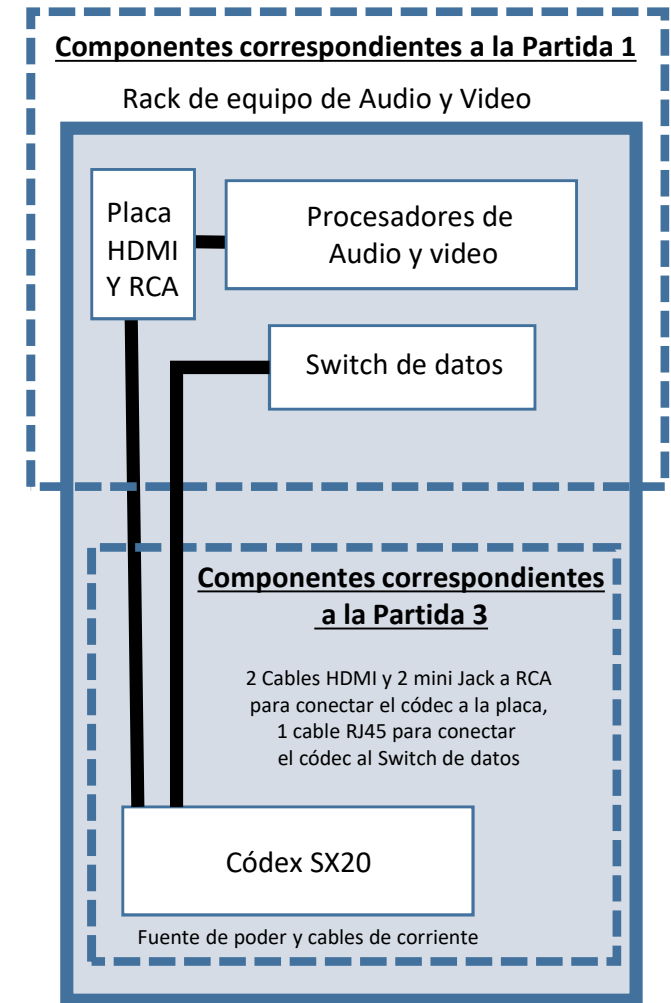 Componentes correspondientes a la Partida 1
Rack de equipo de Audio y Video
Placa
HDMI
Y RCA
Procesadores de
Audio y video
Switch de datos
Componentes correspondientes
a la Partida 3
2 Cables HDMI y 2 mini Jack a RCA
para conectar el códec a la placa,
1 cable RJ45 para conectar
el códec al Switch de datos
Códex SX20
Fuente de poder y cables de corriente